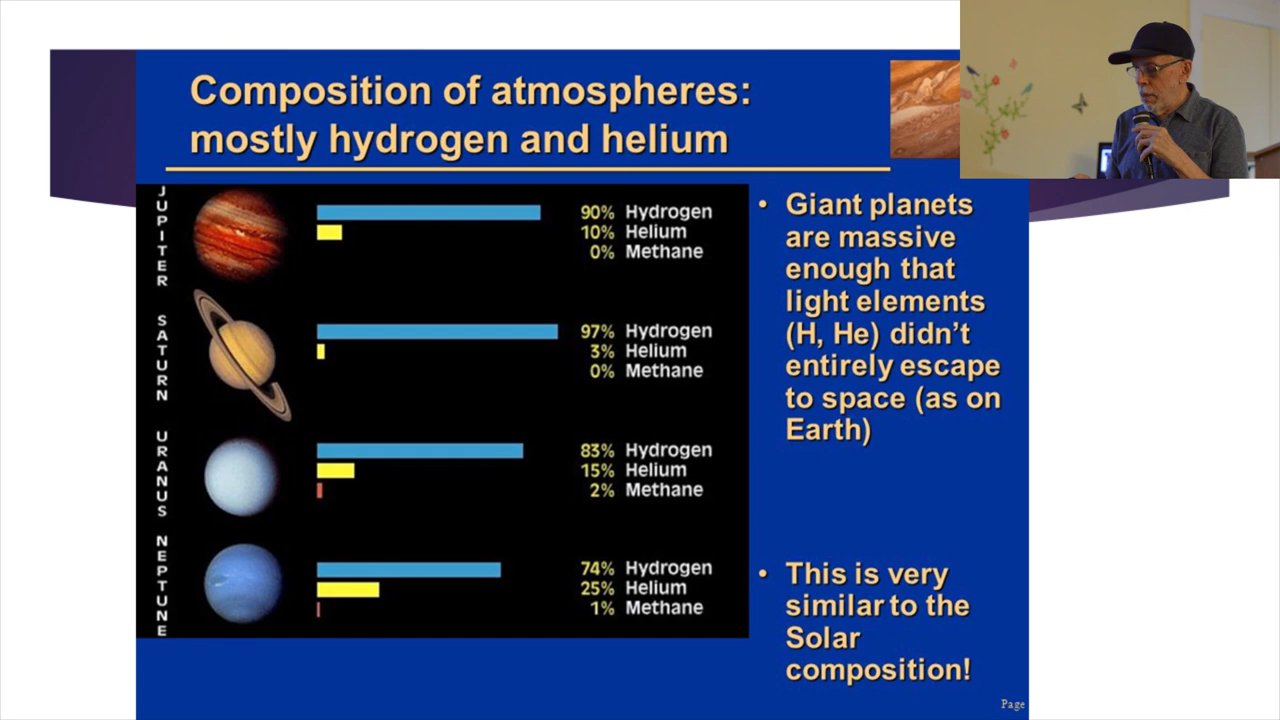 Composition of atmospheres:
mostly hydrogen and helium
JUPITER
90% Hydrogen
10% Helium
0% Methane
SATURN
97% Hydrogen
3% Helium
0% Methane
URANUS
83% Hydrogen
15% Helium
2% Methane
NEPTUNE
74% Hydrogen
25% Helium
1% Methane
• Giant planets
are massive
enough that
light elements
(H, He) didn’t
entirely escape
to space (as on
Earth)
• This is very
similar to the
Solar
composition!
Page